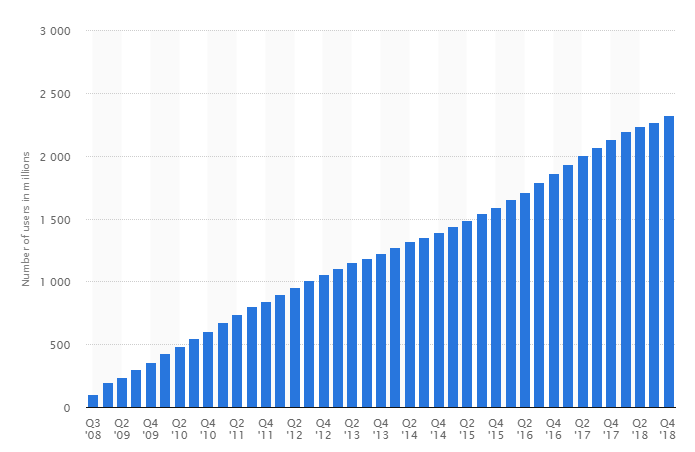 3 000
2 500
2 000
1 500
1 000
500
0
Number of users in millions
Q3 Q2 Q4 Q2 Q4 Q2 Q4 Q2 Q4 Q2 Q4 Q2 Q4 Q2 Q4 Q2 Q4 Q2 Q4 Q2 Q4
'08 '09 '09 '10 '10 '11 '11 '12 '12 '13 '13 '14 '14 '15 '15 '16 '16 '17 '17 '18 '18